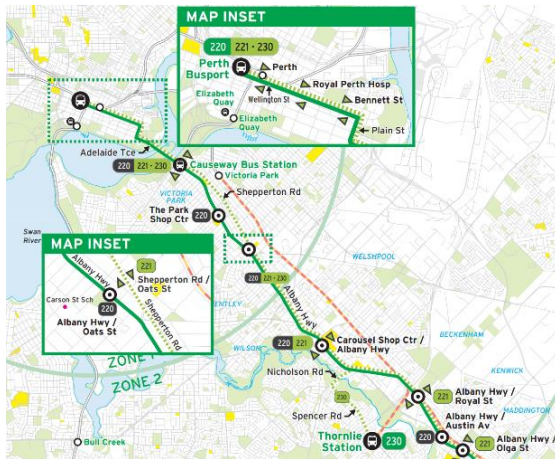 MAP INSET
220 221 - 230
Perth
Busport
Perth
Royal Perth Hosp
Wellington St
Bennett St
Elizabeth
Quay
Elizabeth
Quay
Plain St
Adelaide Tce
220 221 - 230
Causeway Bus Station
Victoria Park
VICTORIA
PARK
Shepperton Rd
The Park
Shop Ctr
220
Swan
River
MAP INSET
Albany Hwy
221
Shepperton Rd /
Oats St
Carson St Sch
220
Albany Hwy /
Oats St
Shepperton Rd
WELSHPOOL
220 221 - 230
BENTLEY
Albany Hwy
WILSON
220 221
Carousel Shop Ctr /
Albany Hwy
BECKENHAM
ZONE 1
ZONE 2
Nicholson Rd
KENWICK
230
Spencer Rd
221
Albany Hwy /
Royal St
MADDINGTON
Bull Creek
Thornlie
Station
230
220
Albany Hwy /
Austin Av
221
Albany Hwy /
Olga St